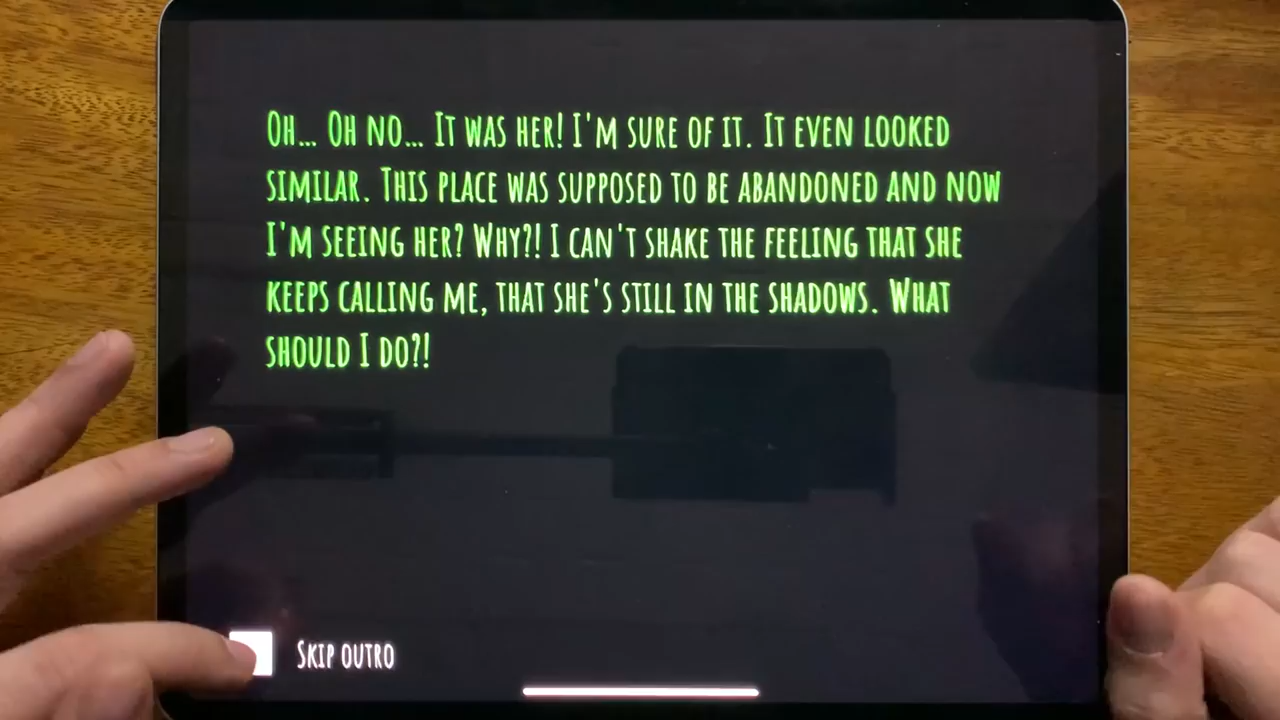 Oh... Oh no... It was her! I'm sure of it. It even looked
similar. This place was supposed to be abandoned and now
I'm seeing her? Why?! I can't shake the feeling that she
keeps calling me, that she's still in the shadows. What
should I do?!
Skip outro